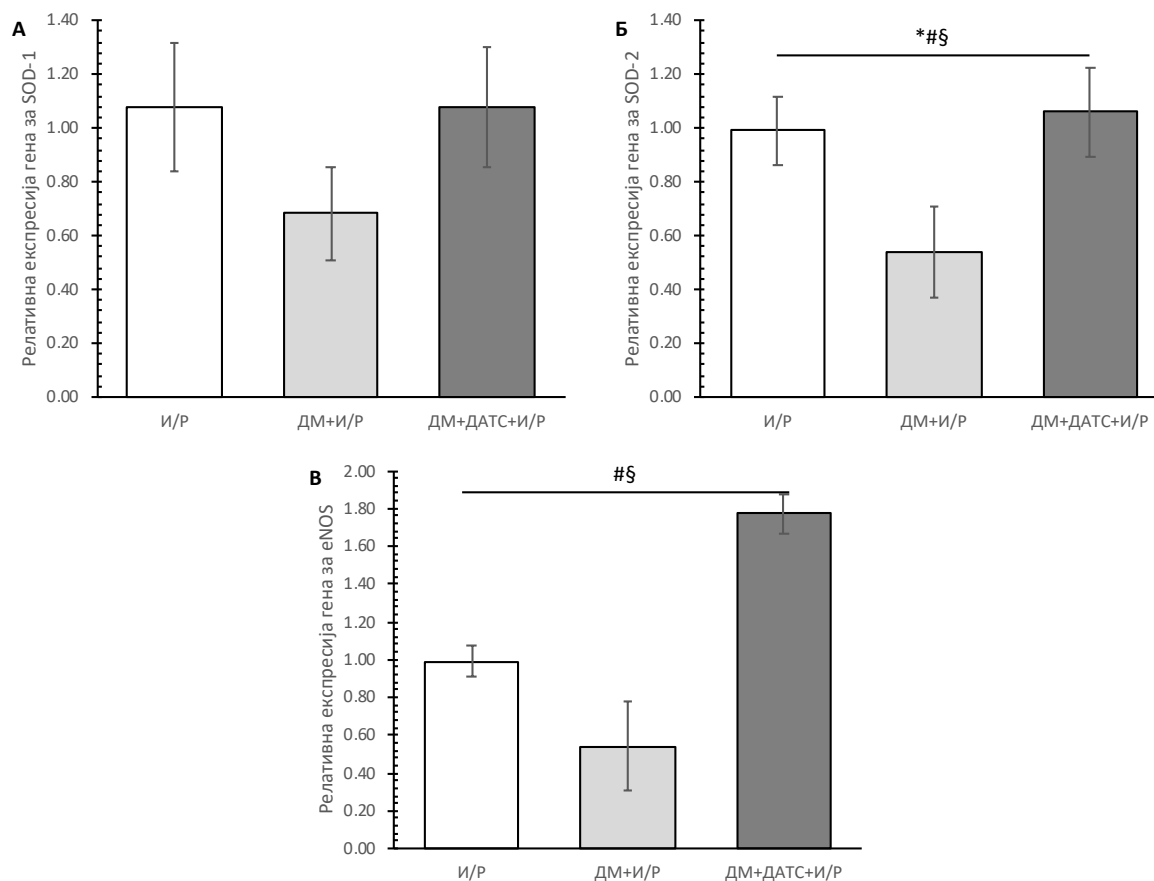 А
Релативна експресија гена за SOD-1
1.40
1.20
1.00
0.80
0.60
0.40
0.20
0.00
И/Р
ДМ+И/Р
ДМ+ДАТС+И/Р
Б
Релативна експресија гена за SOD-2
1.40
1.20
1.00
0.80
0.60
0.40
0.20
0.00
*#§
И/Р
ДМ+И/Р
ДМ+ДАТС+И/Р
В
Релативна експресија гена за eNOS
2.00
1.80
1.60
1.40
1.20
1.00
0.80
0.60
0.40
0.20
0.00
#§
И/Р
ДМ+И/Р
ДМ+ДАТС+И/Р